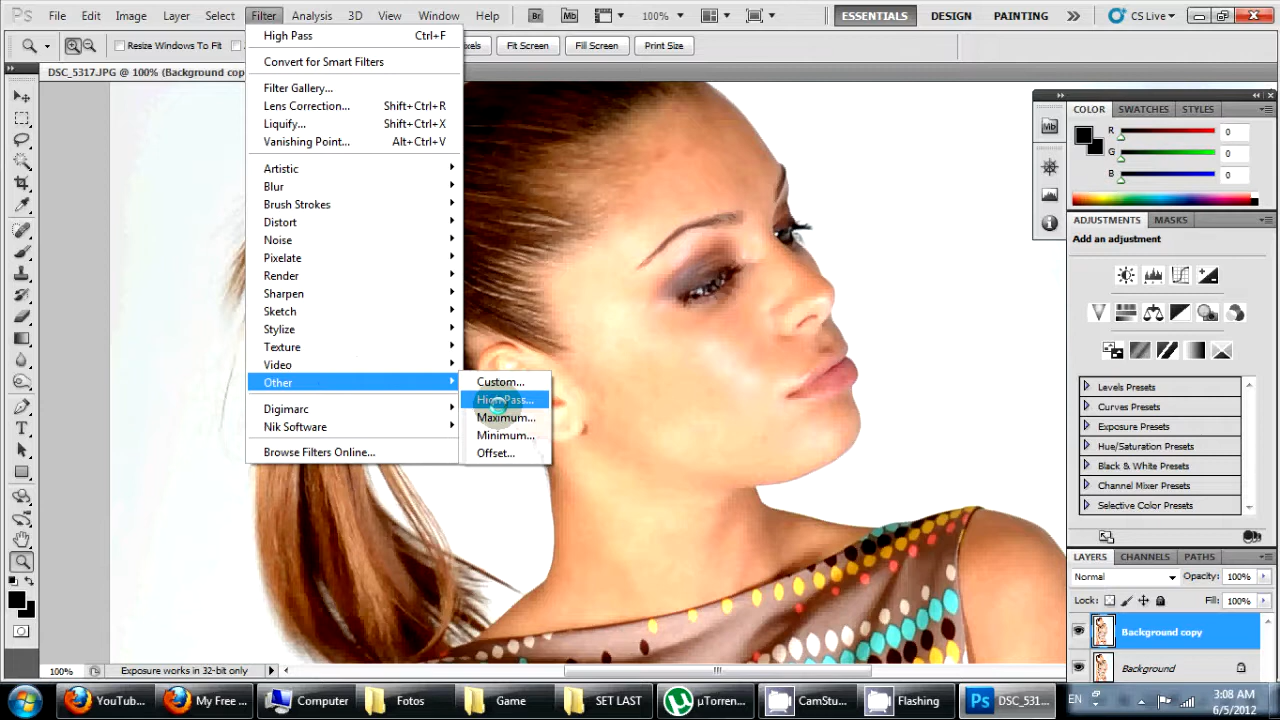 Ps File Edit Image Layer Select Filter Analysis 3D View Window Help Br Mb 100% ESSENTIALS DESIGN PAINTING CS Live
Resize Windows To Fit Fit Screen Fill Screen Print Size
DSC_5317.JPG @ 100% (Background cop
High Pass Ctrl+F
Convert for Smart Filters
Filter Gallery...
Lens Correction... Shift+Ctrl+R
Liquify... Shift+Ctrl+X
Vanishing Point... Alt+Ctrl+V
Artistic
Blur
Brush Strokes
Distort
Noise
Pixelate
Render
Sharpen
Sketch
Stylize
Texture
Video
Other
Digimarc
Nik Software
Browse Filters Online...
Custom...
High Pass...
Maximum...
Minimum...
Offset...
Mb
COLOR SWATCHES STYLES
R 0
G 0
B 0
ADJUSTMENTS MASKS
Add an adjustment
Levels Presets
Curves Presets
Exposure Presets
Hue/Saturation Presets
Black & White Presets
Channel Mixer Presets
Selective Color Presets
LAYERS CHANNELS PATHS
Normal Opacity: 100%
Lock: Fill: 100%
Background copy
Background
100% Exposure works in 32-bit only
YouTub... My Free ... Computer Fotos Game SET LAST µTorren... CamStu... Flashing Ps DSC_531... EN 3:08 AM
6/5/2012